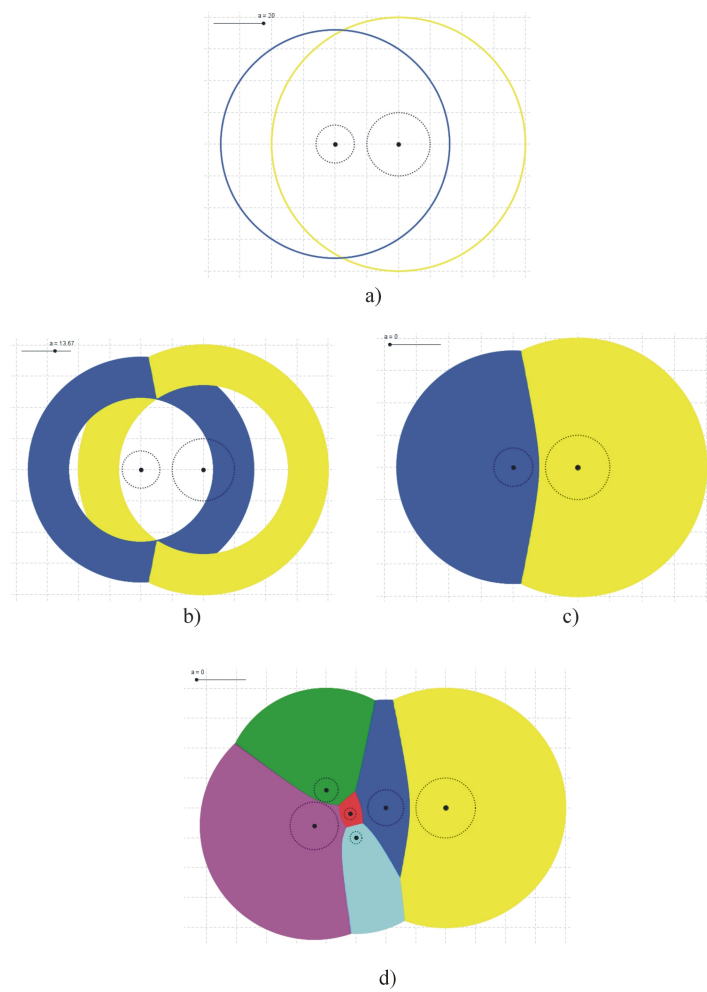 a = 20
a)
a = 13.67
a = 0
b)
c)
a = 0
d)